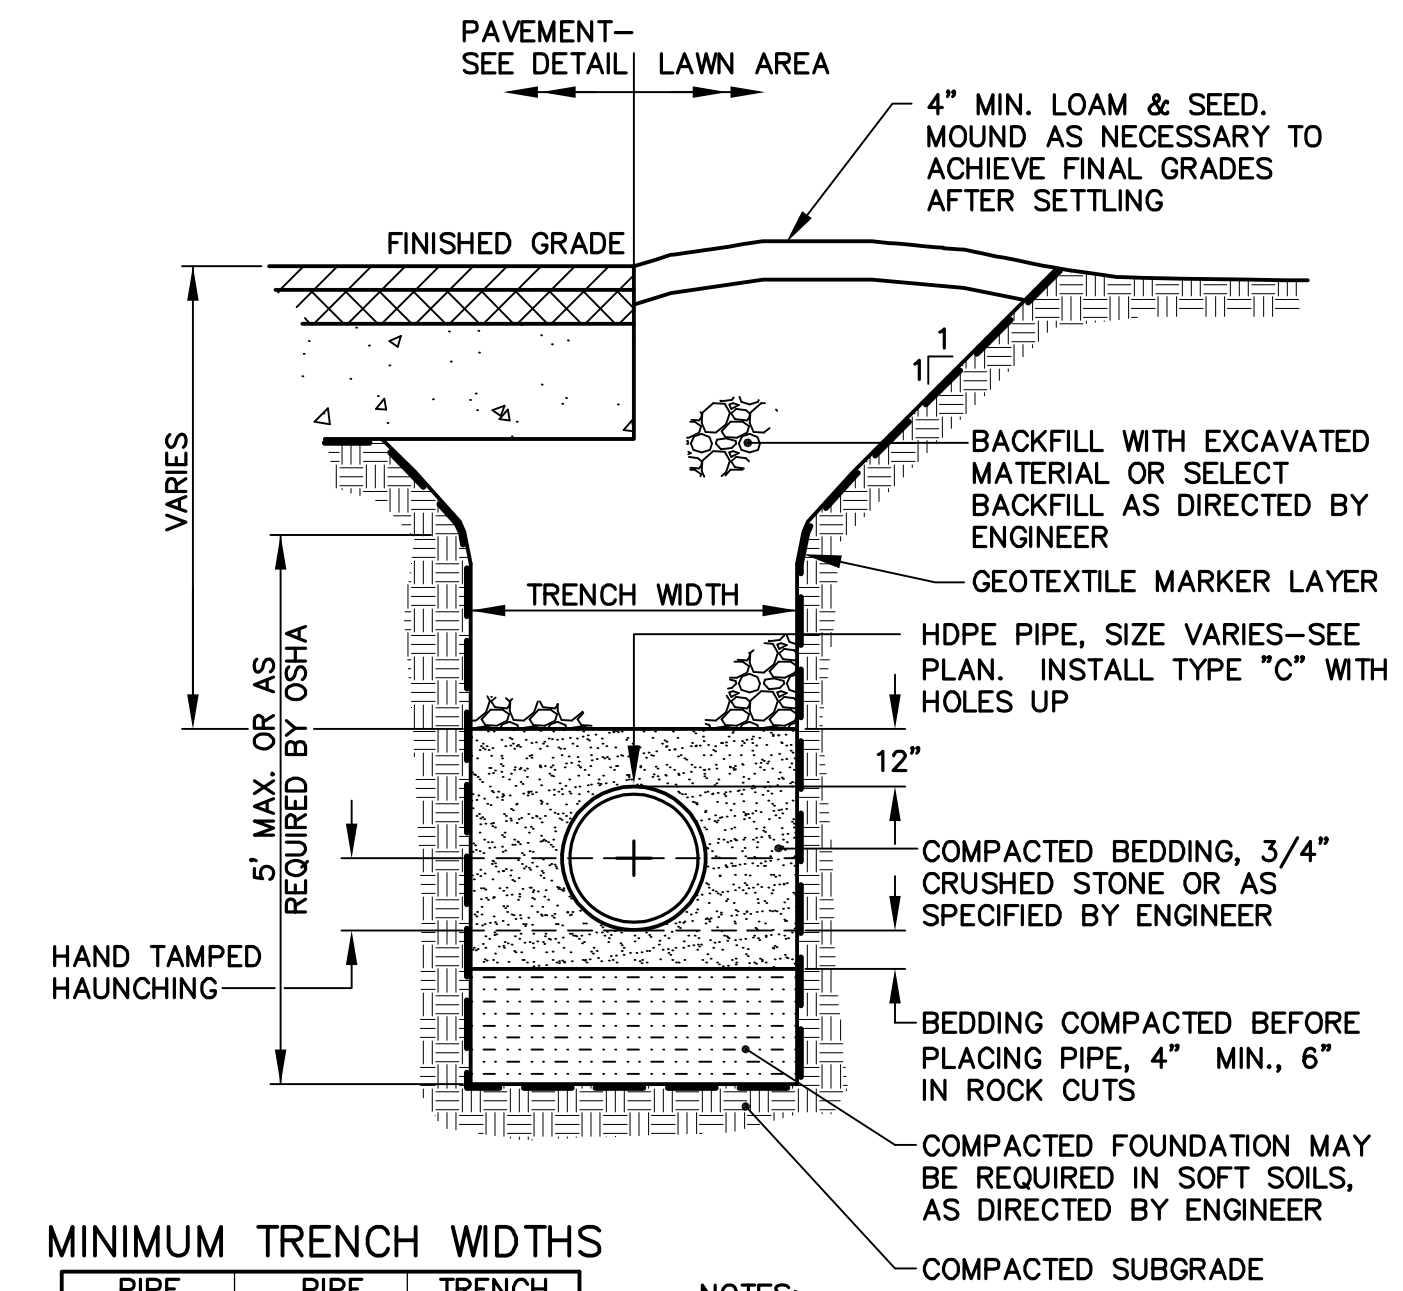 PAVEMENT-
SEE DETAIL
LAWN AREA
4" MIN. LOAM & SEED.
MOUND AS NECESSARY TO
ACHIEVE FINAL GRADES
AFTER SETTLING
FINISHED GRADE
1
1
VARIES
BACKFILL WITH EXCAVATED
MATERIAL OR SELECT
BACKFILL AS DIRECTED BY
ENGINEER
GEOTEXTILE MARKER LAYER
TRENCH WIDTH
HDPE PIPE, SIZE VARIES-SEE
PLAN. INSTALL TYPE "C" WITH
HOLES UP
5' MAX. OR AS
REQUIRED BY OSHA
12"
COMPACTED BEDDING, 3/4"
CRUSHED STONE OR AS
SPECIFIED BY ENGINEER
HAND TAMPED
HAUNCHING
BEDDING COMPACTED BEFORE
PLACING PIPE, 4" MIN., 6"
IN ROCK CUTS
COMPACTED FOUNDATION MAY
BE REQUIRED IN SOFT SOILS,
AS DIRECTED BY ENGINEER
COMPACTED SUBGRADE
MINIMUM TRENCH WIDTHS
PIPE PIPE TRENCH
NOTES: